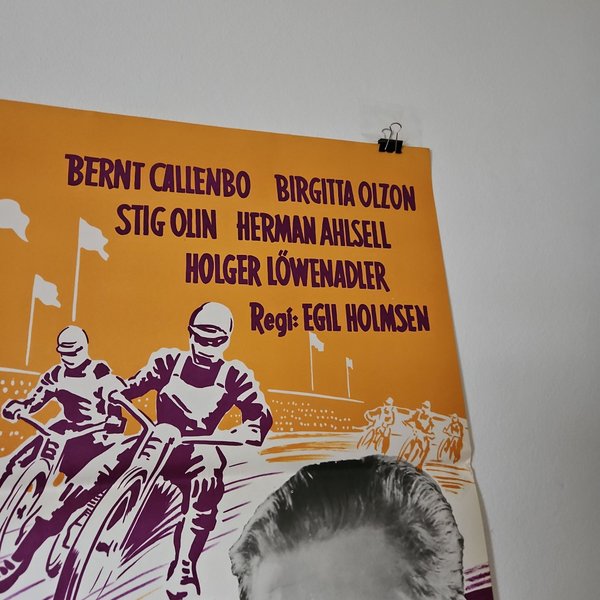 BERNT CALLENBO BIRGITTA OLZON
STIG OLIN HERMAN AHLSELL
HOLGER LÖWENADLER
Regi: EGIL HOLMSEN